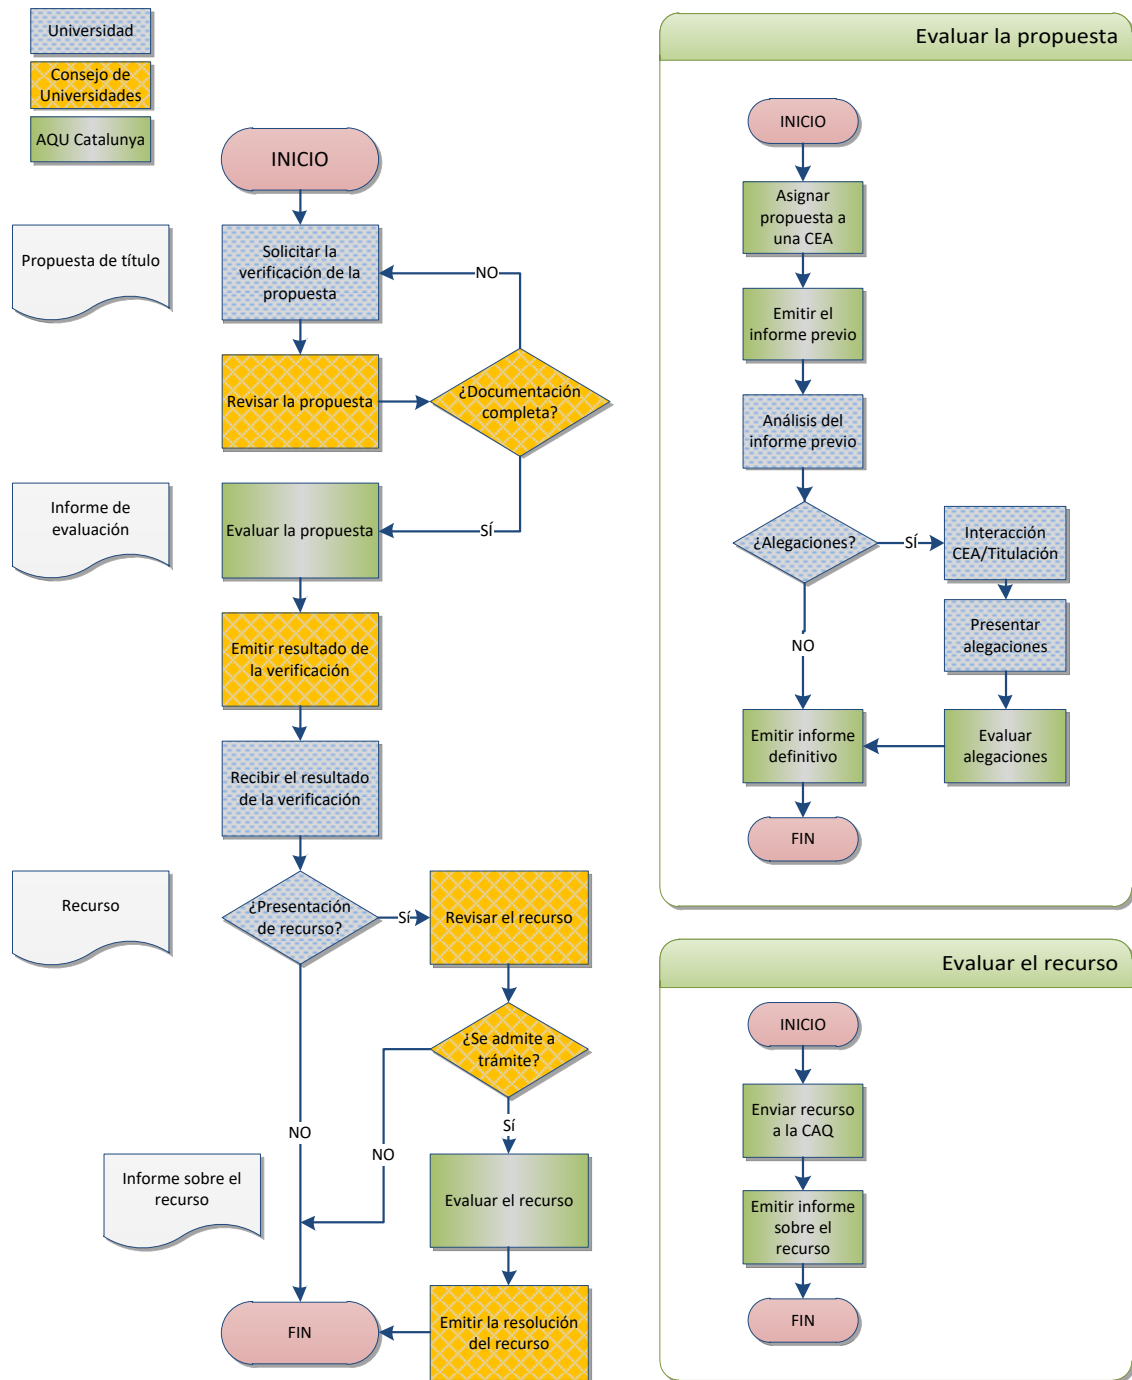 Universidad
Consejo de
Universidades
AQU Catalunya
INICIO
Propuesta de título
Solicitar la
verificación de la
propuesta
NO
Revisar la propuesta
¿Documentación
completa?
Informe de
evaluación
Evaluar la propuesta
SÍ
Emitir resultado de
la verificación
Recibir el resultado
de la verificación
Recurso
¿Presentación
de recurso?
Sí
Revisar el recurso
¿Se admite a
trámite?
NO
NO
Sí
Informe sobre el
recurso
Evaluar el recurso
FIN
Emitir la resolución
del recurso
Evaluar la propuesta
INICIO
Asignar
propuesta a
una CEA
Emitir el
informe previo
Análisis del
informe previo
¿Alegaciones?
SÍ
Interacción
CEA/Titulación
NO
Presentar
alegaciones
Emitir informe
definitivo
Evaluar
alegaciones
FIN
Evaluar el recurso
INICIO
Enviar recurso
a la CAQ
Emitir informe
sobre el
recurso
FIN